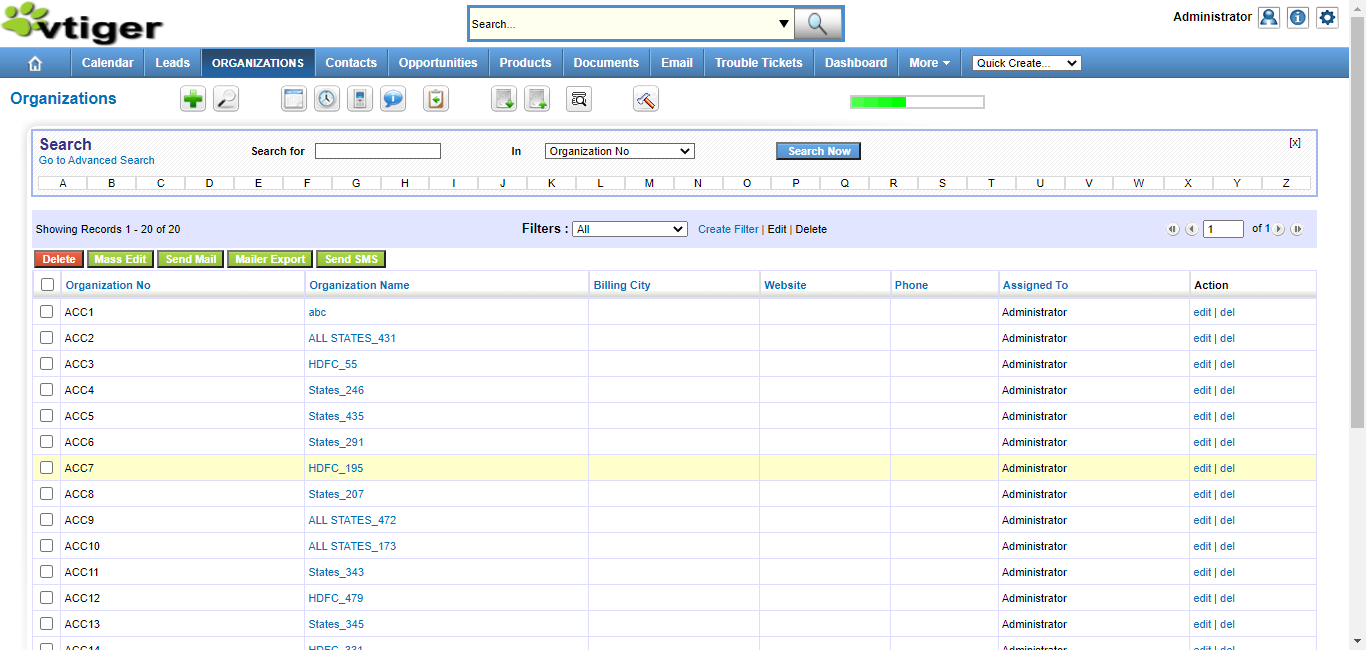 vtiger
Search...
Administrator
Calendar Leads ORGANIZATIONS Contacts Opportunities Products Documents Email Trouble Tickets Dashboard More Quick Create...
Organizations
Search
Go to Advanced Search
Search for In Organization No Search Now [x]
A B C D E F G H I J K L M N O P Q R S T U V W X Y Z
Showing Records 1 - 20 of 20 Filters : All Create Filter | Edit | Delete 1 of 1
Delete Mass Edit Send Mail Mailer Export Send SMS
Organization No Organization Name Billing City Website Phone Assigned To Action
ACC1 abc Administrator edit | del
ACC2 ALL STATES_431 Administrator edit | del
ACC3 HDFC_55 Administrator edit | del
ACC4 States_246 Administrator edit | del
ACC5 States_435 Administrator edit | del
ACC6 States_291 Administrator edit | del
ACC7 HDFC_195 Administrator edit | del
ACC8 States_207 Administrator edit | del
ACC9 ALL STATES_472 Administrator edit | del
ACC10 ALL STATES_173 Administrator edit | del
ACC11 States_343 Administrator edit | del
ACC12 HDFC_479 Administrator edit | del
ACC13 States_345 Administrator edit | del
ACC14 HDFC_331 Administrator edit | del